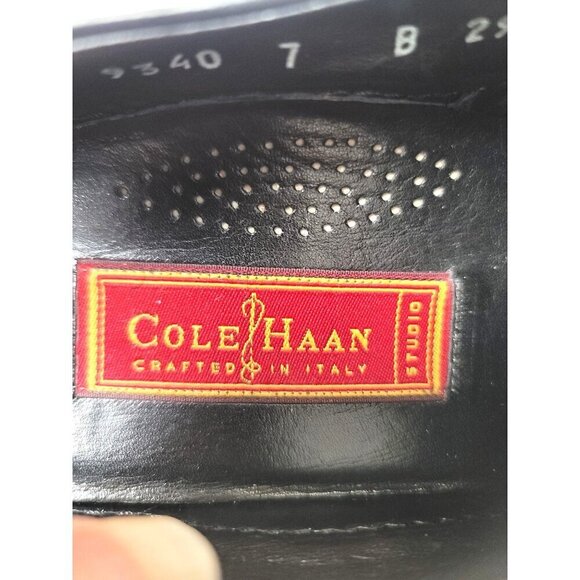 9340 7 B
COLE HAAN
CRAFTED IN ITALY
STUDIO